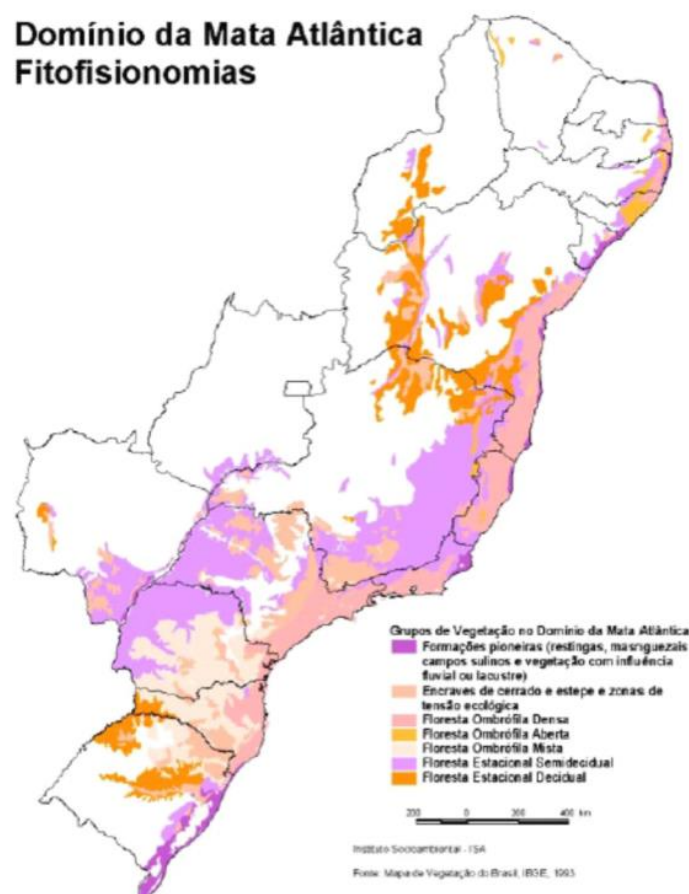 Domínio da Mata Atlântica
Fitofisionomias
Grupos de Vegetação no Domínio da Mata Atlântica
Formações pioneiras (restingas, masnguezais
campos sulinos e vegetação com influência
fluvial ou lacustre)
Encraves de cerrado e estepe e zonas de
tensão ecológica
Floresta Ombrófila Densa
Floresta Ombrófila Aberta
Floresta Ombrófila Mista
Floresta Estacional Semidecidual
Floresta Estacional Decidual
200 0 200 400 km
Instituto Socioambiental - ISA
Fonte: Mapa de Vegetação do Brasil, IBGE, 1993